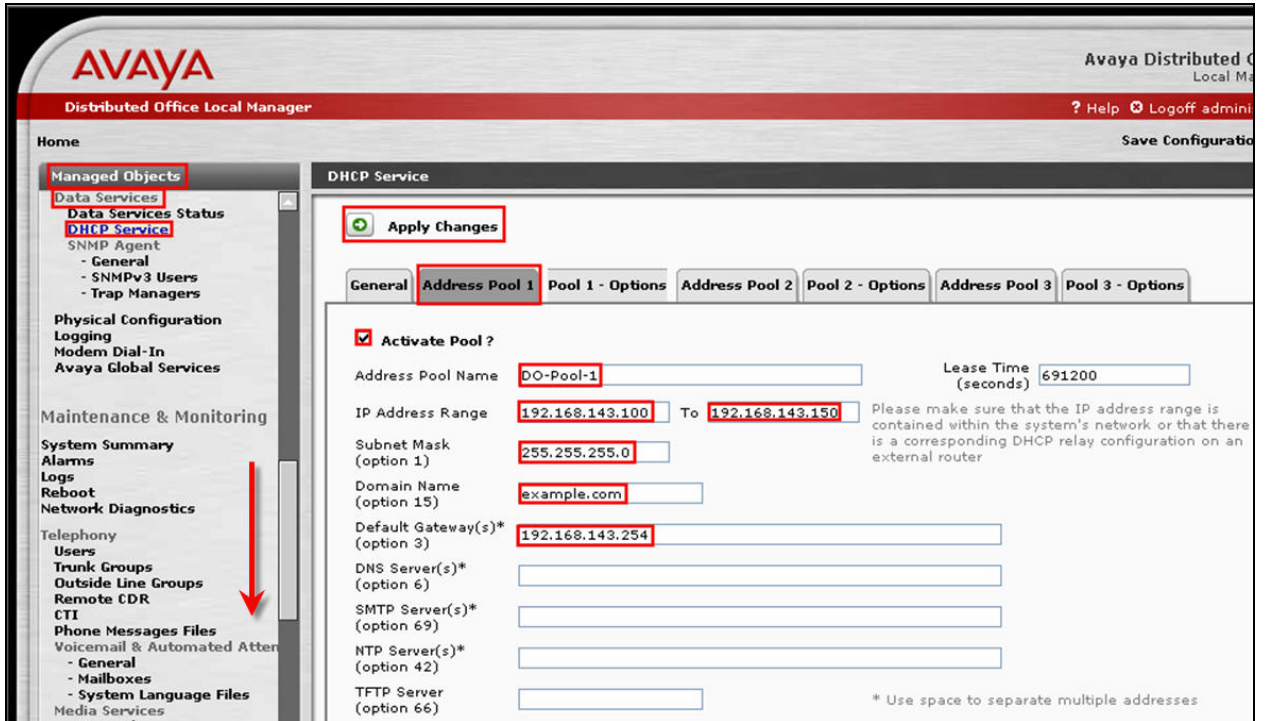 AVAYA
Avaya Distributed
Local
Distributed Office Local Manager
? Help Logoff
Home
Save
Managed Objects
Data Services
Data Services Status
DHCP Service
SNMP Agent
- General
- SNMPv3 Users
- Trap Managers
Physical Configuration
Logging
Modem Dial-In
Avaya Global Services
Maintenance & Monitoring
System Summary
Alarms
Logs
Reboot
Network Diagnostics
Telephony
Users
Trunk Groups
Outside Line Groups
Remote CDR
CTI
Phone Messages Files
Voicemail & Automated Atten
- General
- Mailboxes
- System Language Files
Media Services
DHCP Service
Apply Changes
General Address Pool 1 Pool 1 - Options Address Pool 2 Pool 2 - Options Address Pool 3 Pool 3 - Options
Activate Pool ?
Address Pool Name DO-Pool-1
Lease Time
(seconds) 691200
IP Address Range 192.168.143.100 To 192.168.143.150
Please make sure that the IP address range is
contained within the system's network or that there
is a corresponding DHCP relay configuration on an
external router
Subnet Mask
(option 1)
255.255.255.0
Domain Name
(option 15)
example.com
Default Gateway(s)*
(option 3)
192.168.143.254
DNS Server(s)*
(option 6)
SMTP Server(s)*
(option 69)
NTP Server(s)*
(option 42)
TFTP Server
(option 66)
* Use space to separate multiple addresses